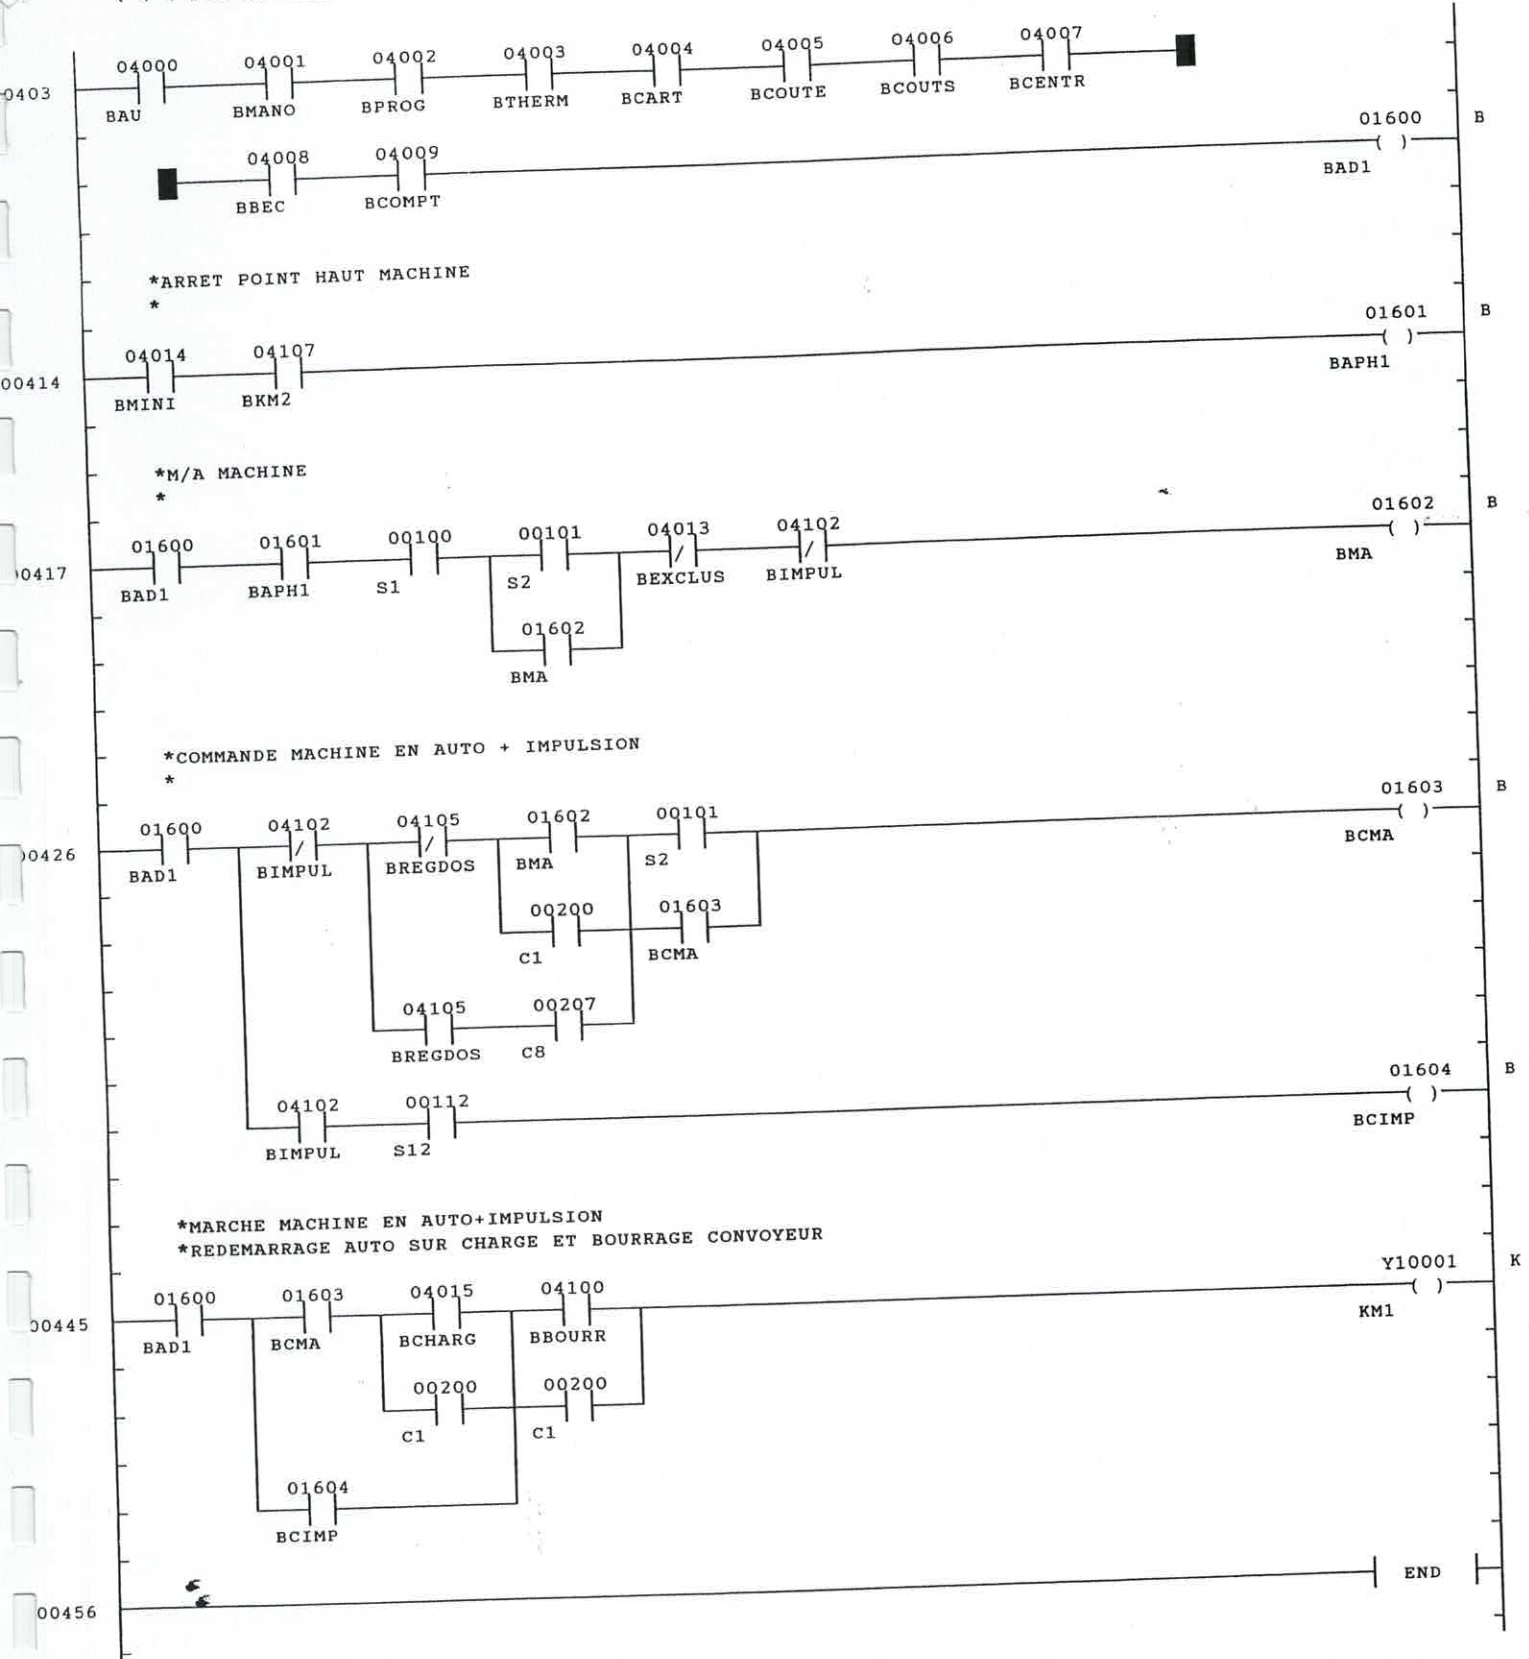 04000 04001 04002 04003 04004 04005 04006 04007
0403
BAU BMANO BPROG BTHERM BCART BCOUTE BCOUTS BCENTR
01600 B
( )
BAD1
04008 04009
BBEC BCOMPT
*ARRET POINT HAUT MACHINE
*
01601 B
( )
BAPH1
04014 04107
00414
BMINI BKM2
*M/A MACHINE
*
01602 B
( )
BMA
01600 01601 00100 00101 04013 04102
00417
BAD1 BAPH1 S1 S2 BEXCLUS BIMPUL
01602
BMA
*COMMANDE MACHINE EN AUTO + IMPULSION
*
01603 B
( )
BCMA
01600 04102 04105 01602 00101
00426
BAD1 BIMPUL BREGDOS BMA S2
00200 01603
C1 BCMA
04105 00207
BREGDOS C8
01604 B
( )
BCIMP
04102 00112
BIMPUL S12
*MARCHE MACHINE EN AUTO+IMPULSION
*REDEMARRAGE AUTO SUR CHARGE ET BOURRAGE CONVOYEUR
Y10001 K
( )
KM1
01600 01603 04015 04100
00445
BAD1 BCMA BCHARG BBOURR
00200 00200
C1 C1
01604
BCIMP
END
00456